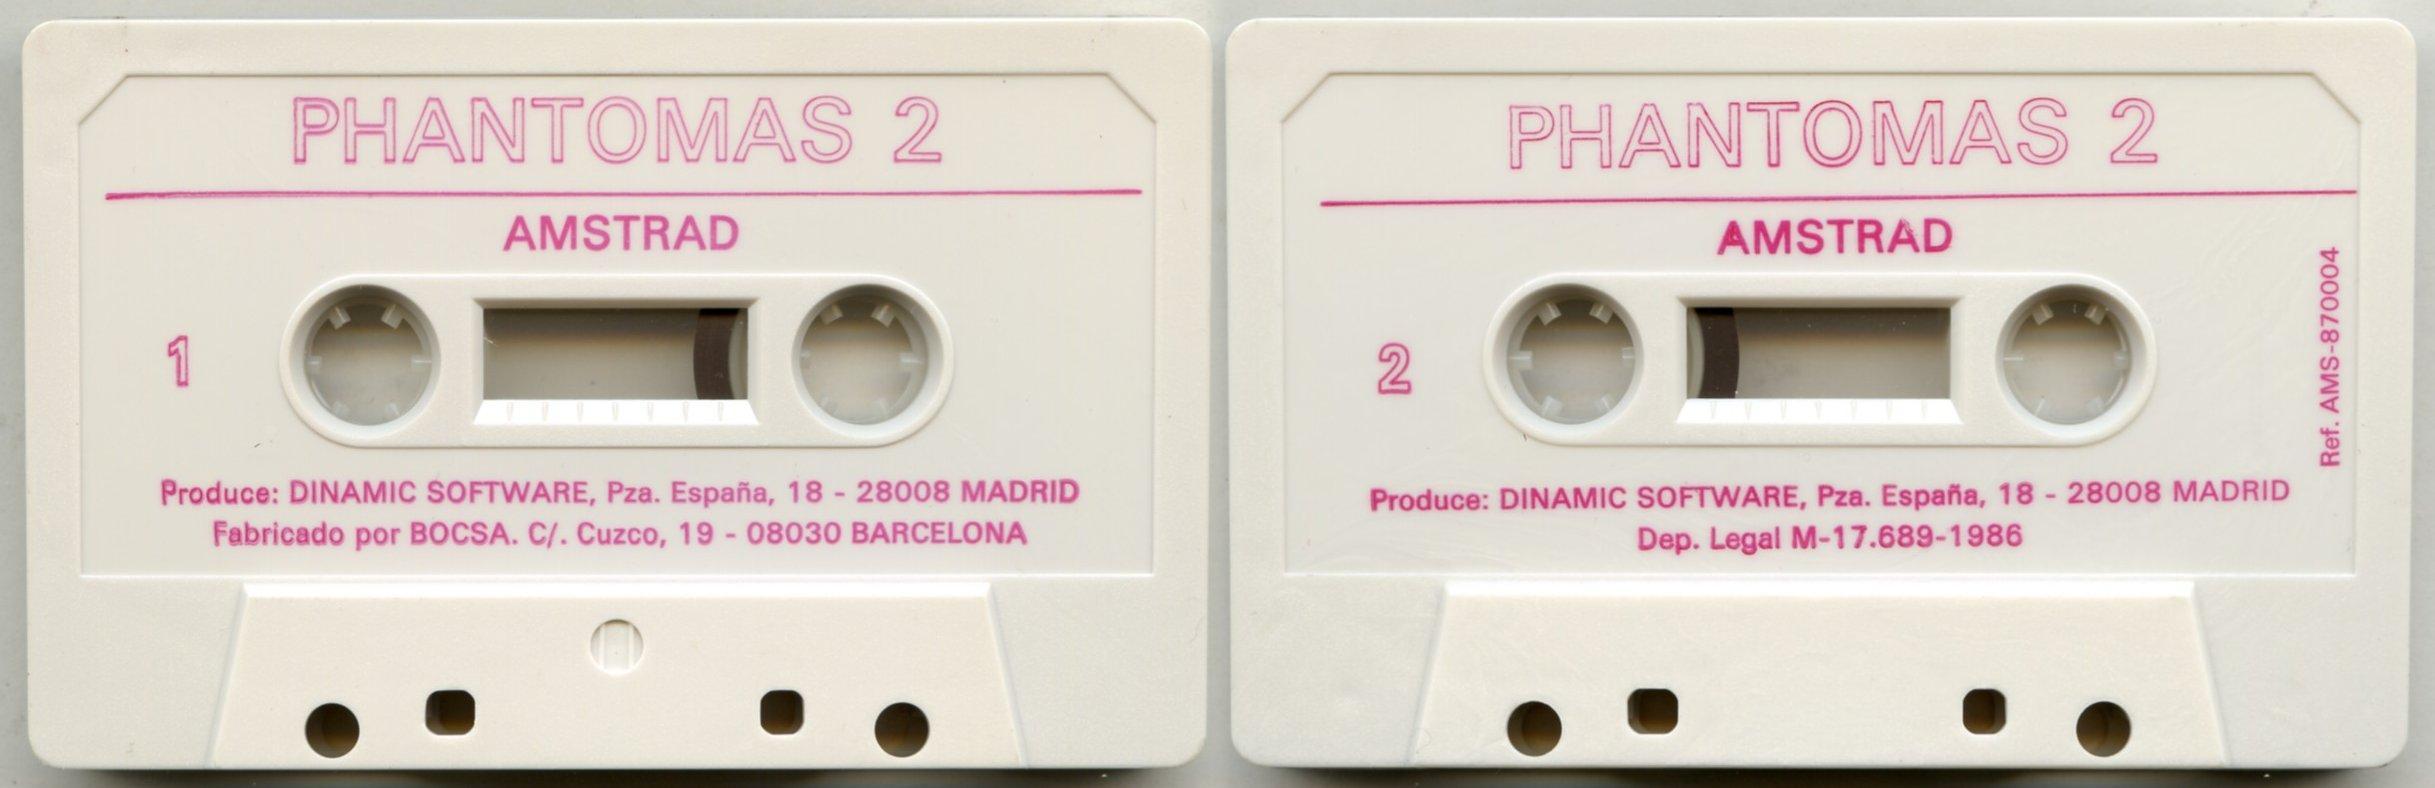 PHANTOMAS 2
AMSTRAD
1
Produce: DINAMIC SOFTWARE, Pza. España, 18 - 28008 MADRID
Fabricado por BOCSA. C/. Cuzco, 19 - 08030 BARCELONA
PHANTOMAS 2
AMSTRAD
2
Ref. AMS-870004
Produce: DINAMIC SOFTWARE, Pza. España, 18 - 28008 MADRID
Dep. Legal M-17.689-1986